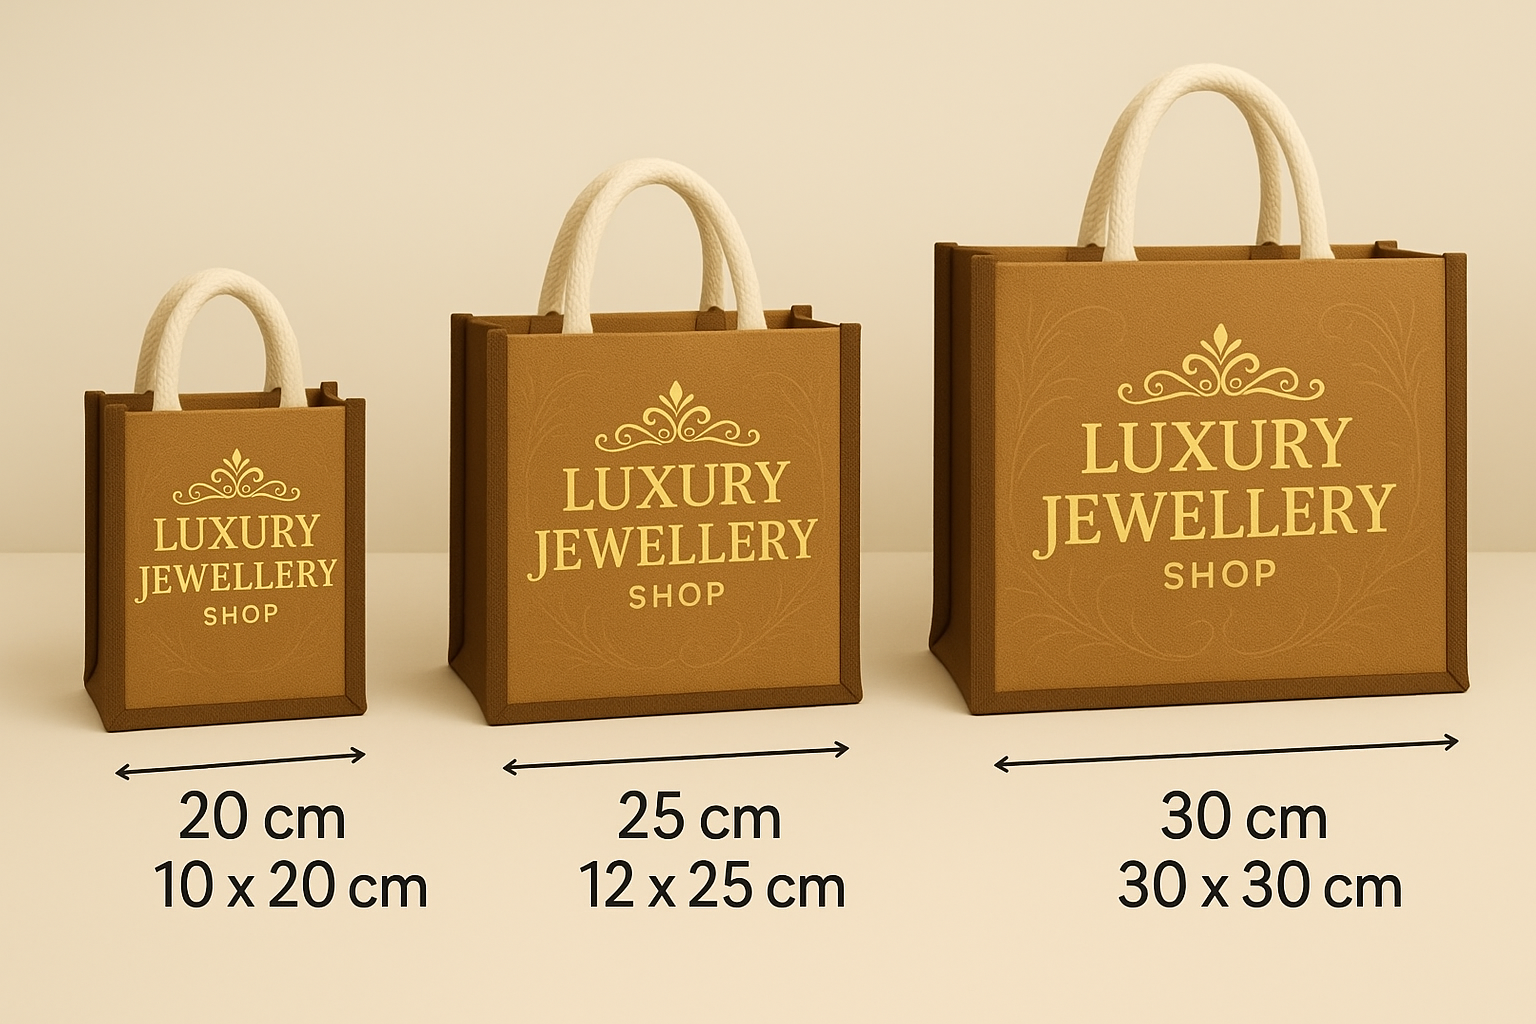 LUXURY
JEWELLERY
SHOP
LUXURY
JEWELLERY
SHOP
LUXURY
JEWELLERY
SHOP
20 cm
10 x 20 cm
25 cm
12 x 25 cm
30 cm
30 x 30 cm